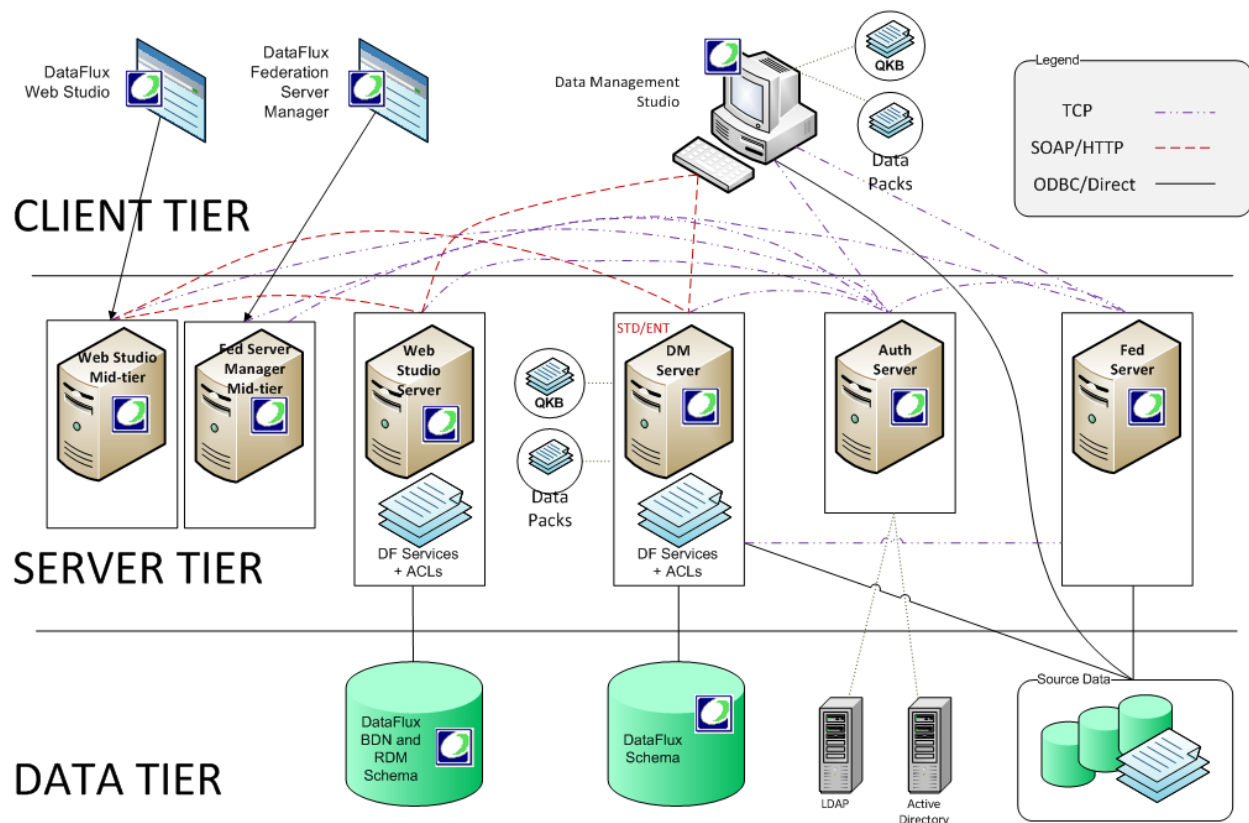 DataFlux
Web Studio
DataFlux
Federation
Server
Manager
Data Management
Studio
QKB
Data
Packs
Legend
TCP
SOAP/HTTP
ODBC/Direct
CLIENT TIER
Web Studio
Mid-tier
Fed Server
Manager
Mid-tier
Web
Studio
Server
STD/ENT
DM
Server
Auth
Server
Fed
Server
QKB
Data
Packs
DF Services
+ ACLs
DF Services
+ ACLs
SERVER TIER
DataFlux
BDN and
RDM
Schema
DataFlux
Schema
LDAP
Active
Directory
Source Data
DATA TIER